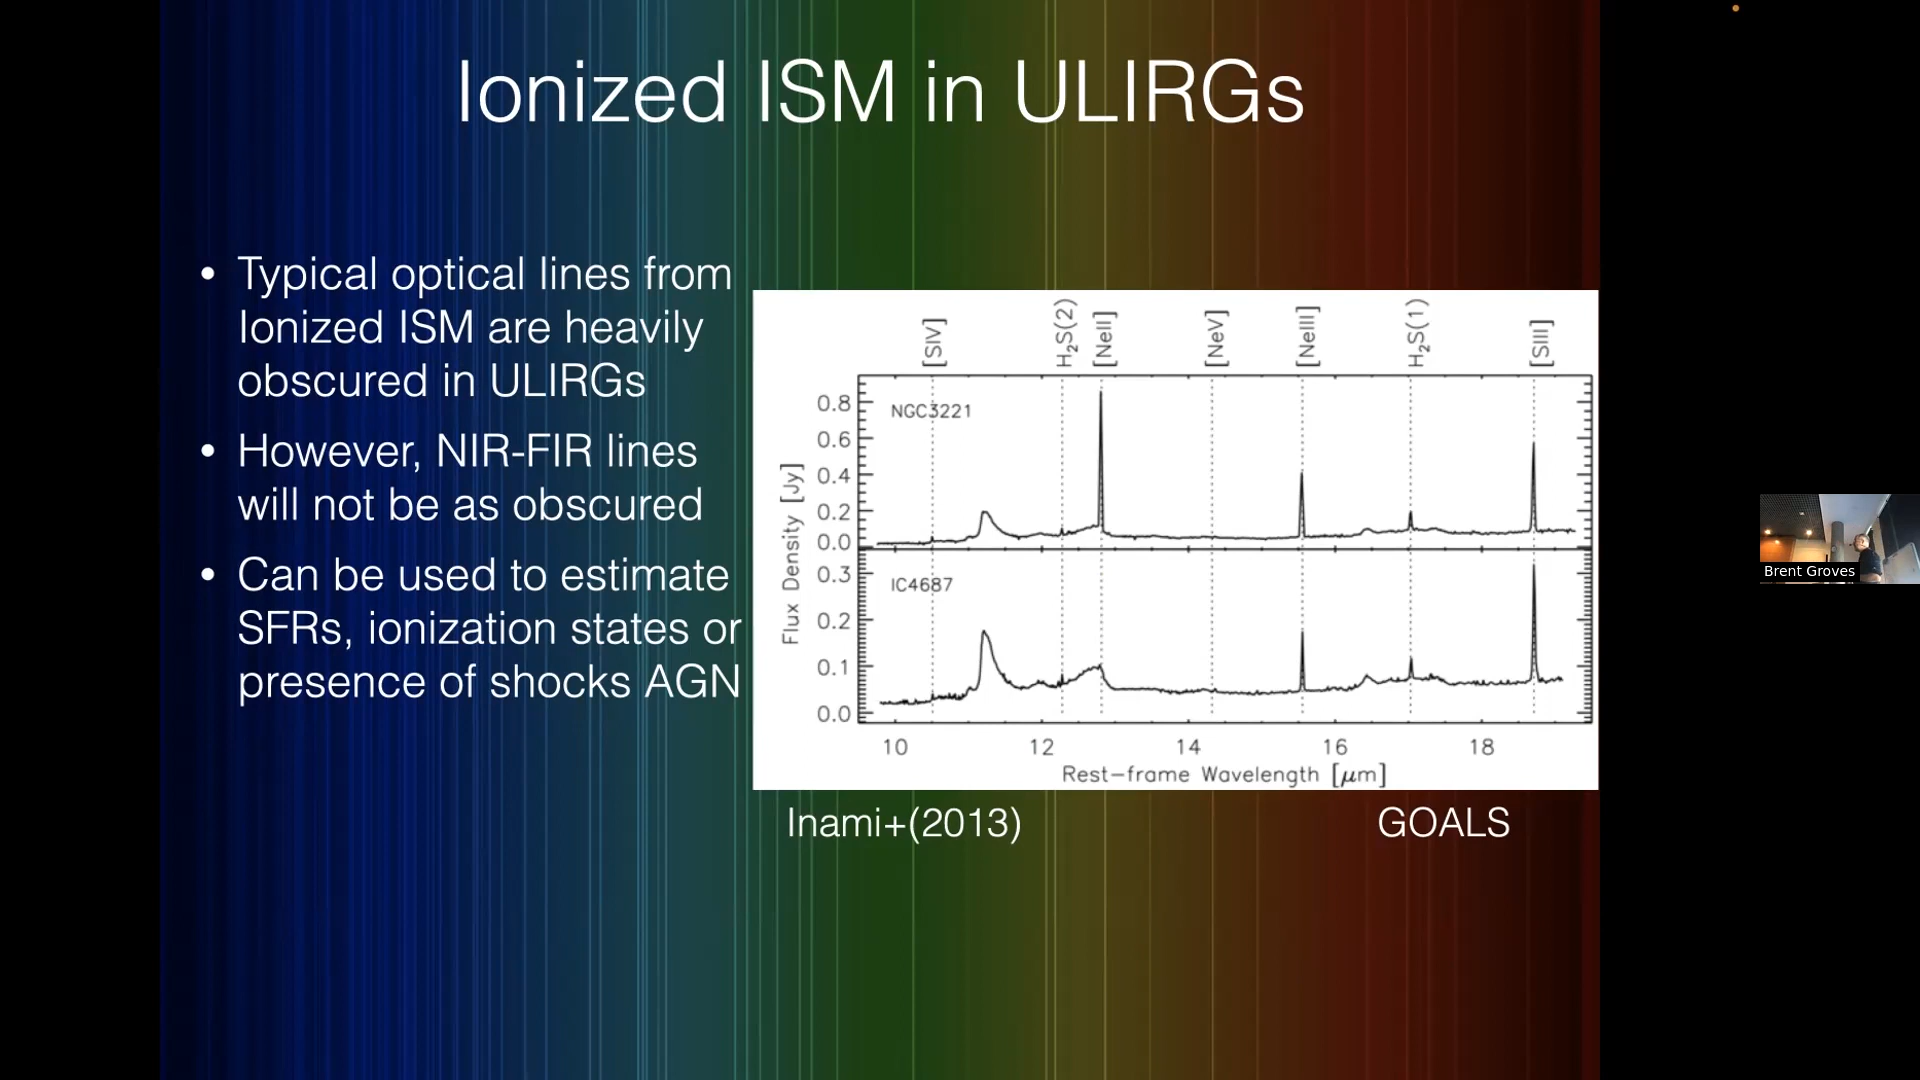 Ionized ISM in ULIRGs
• Typical optical lines from
Ionized ISM are heavily
obscured in ULIRGs
• However, NIR-FIR lines
will not be as obscured
• Can be used to estimate
SFRs, ionization states or
presence of shocks AGN
[SIV]
H₂S(2)
[NeII]
[NeV]
[NeIII]
H₂S(1)
[SIII]
NGC3221
0.8
0.6
0.4
0.2
0.0
IC4687
0.3
0.2
0.1
0.0
Flux Density [Jy]
10 12 14 16 18
Rest-frame Wavelength [μm]
Inami+(2013)
GOALS
Brent Groves